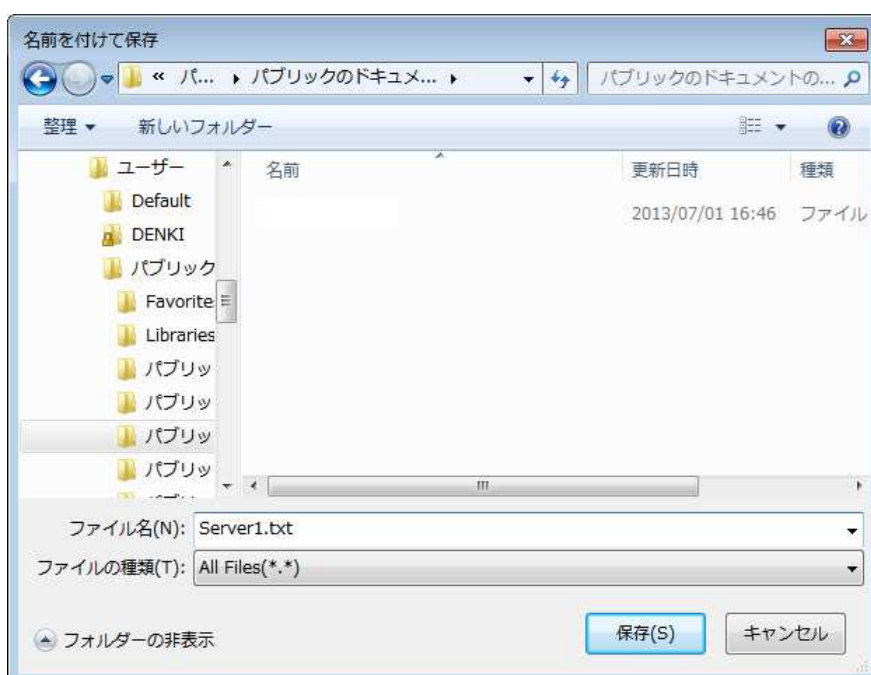 名前を付けて保存
« パ... ▸ パブリックのドキュメ... ▸
パブリックのドキュメントの...
整理 ▼ 新しいフォルダー
名前 更新日時 種類
2013/07/01 16:46 ファイル
ユーザー
Default
DENKI
パブリック
Favorite
Libraries
パブリッ
パブリッ
パブリッ
パブリッ
ファイル名(N): Server1.txt
ファイルの種類(T): All Files(*.*)
フォルダーの非表示
保存(S) キャンセル